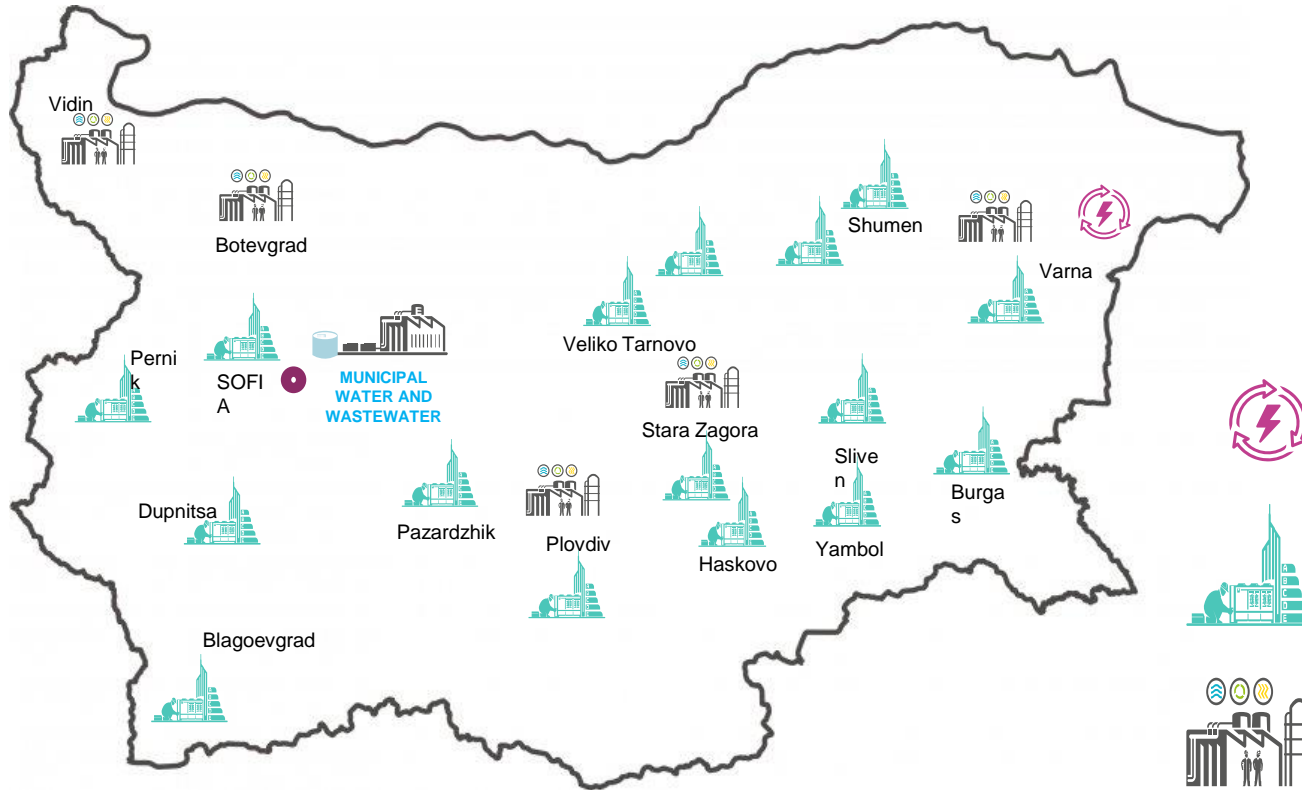 Vidin
Botevgrad
Shumen
Varna
Veliko Tarnovo
Perni
k
SOFI
A
MUNICIPAL
WATER AND
WASTEWATER
Stara Zagora
Slive
n
Burga
s
Dupnitsa
Pazardzhik
Plovdiv
Haskovo
Yambol
Blagoevgrad
A
B
C
D
E